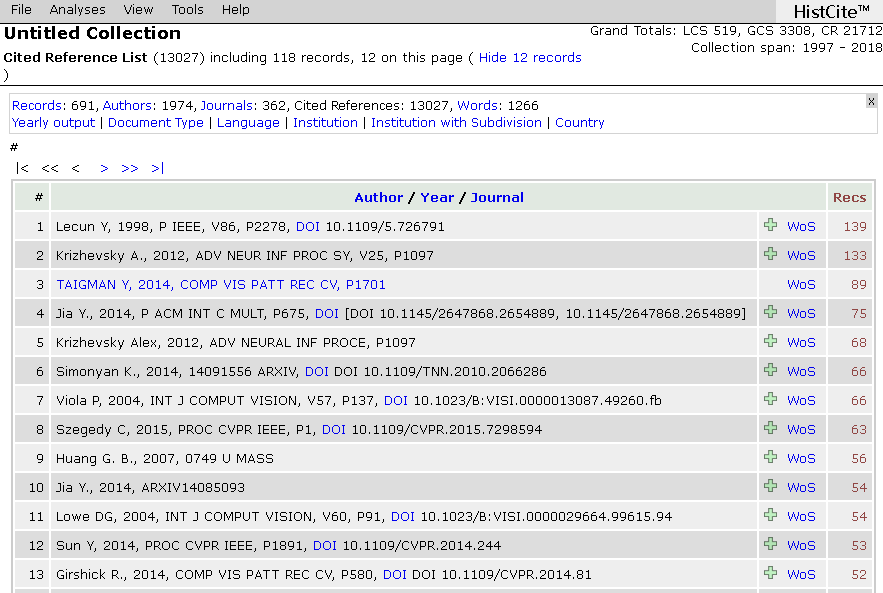 File Analyses View Tools Help
HistCite™
Untitled Collection
Grand Totals: LCS 519, GCS 3308, CR 21712
Collection span: 1997 - 2018
Cited Reference List (13027) including 118 records, 12 on this page ( Hide 12 records
)
Records: 691, Authors: 1974, Journals: 362, Cited References: 13027, Words: 1266
x
Yearly output | Document Type | Language | Institution | Institution with Subdivision | Country
#
|< << < > >> >|
# Author / Year / Journal Recs
1 Lecun Y, 1998, P IEEE, V86, P2278, DOI 10.1109/5.726791 WoS 139
2 Krizhevsky A., 2012, ADV NEUR INF PROC SY, V25, P1097 WoS 133
3 TAIGMAN Y, 2014, COMP VIS PATT REC CV, P1701 WoS 89
4 Jia Y., 2014, P ACM INT C MULT, P675, DOI [DOI 10.1145/2647868.2654889, 10.1145/2647868.2654889] WoS 75
5 Krizhevsky Alex, 2012, ADV NEURAL INF PROCE, P1097 WoS 68
6 Simonyan K., 2014, 14091556 ARXIV, DOI DOI 10.1109/TNN.2010.2066286 WoS 66
7 Viola P, 2004, INT J COMPUT VISION, V57, P137, DOI 10.1023/B:VISI.0000013087.49260.fb WoS 66
8 Szegedy C, 2015, PROC CVPR IEEE, P1, DOI 10.1109/CVPR.2015.7298594 WoS 63
9 Huang G. B., 2007, 0749 U MASS WoS 56
10 Jia Y., 2014, ARXIV14085093 WoS 54
11 Lowe DG, 2004, INT J COMPUT VISION, V60, P91, DOI 10.1023/B:VISI.0000029664.99615.94 WoS 54
12 Sun Y, 2014, PROC CVPR IEEE, P1891, DOI 10.1109/CVPR.2014.244 WoS 53
13 Girshick R., 2014, COMP VIS PATT REC CV, P580, DOI DOI 10.1109/CVPR.2014.81 WoS 52